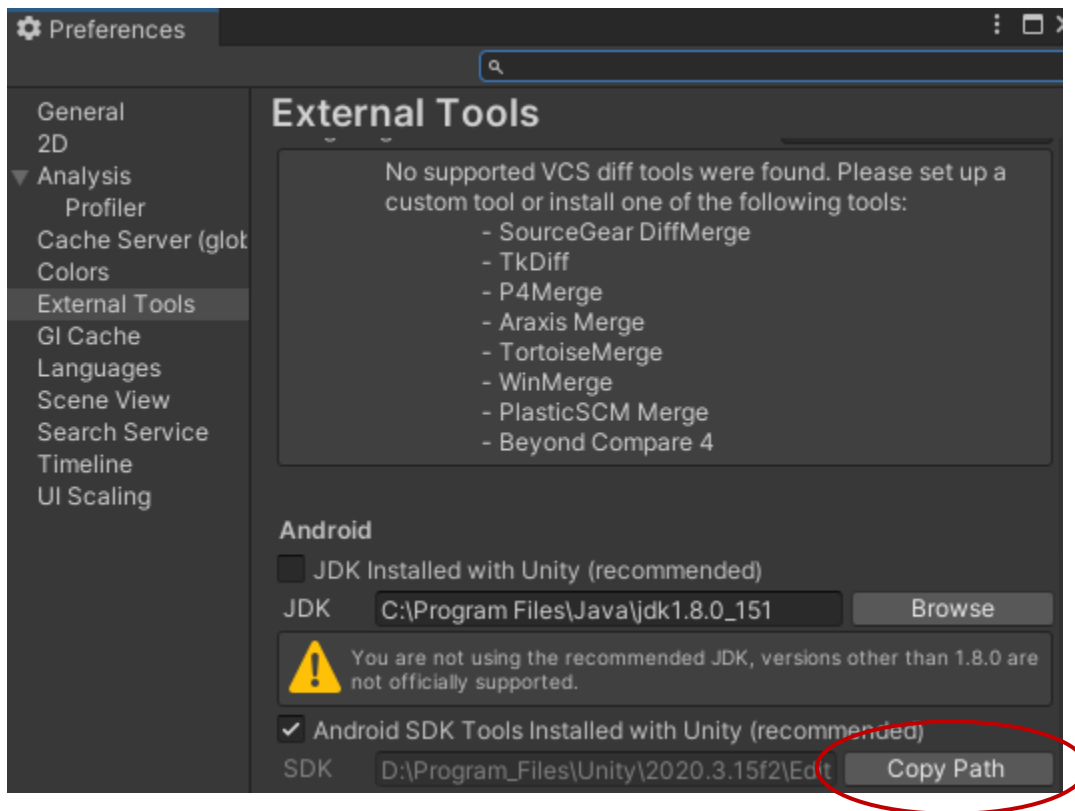 Preferences
External Tools
General
2D
Analysis
Profiler
Cache Server (glob
Colors
External Tools
GI Cache
Languages
Scene View
Search Service
Timeline
UI Scaling
No supported VCS diff tools were found. Please set up a
custom tool or install one of the following tools:
- SourceGear DiffMerge
- TkDiff
- P4Merge
- Araxis Merge
- TortoiseMerge
- WinMerge
- PlasticSCM Merge
- Beyond Compare 4
Android
JDK Installed with Unity (recommended)
JDK C:\Program Files\Java\jdk1.8.0_151 Browse
You are not using the recommended JDK, versions other than 1.8.0 are
not officially supported.
Android SDK Tools Installed with Unity (recommended)
SDK D:\Program_Files\Unity\2020.3.15f2\Edit Copy Path